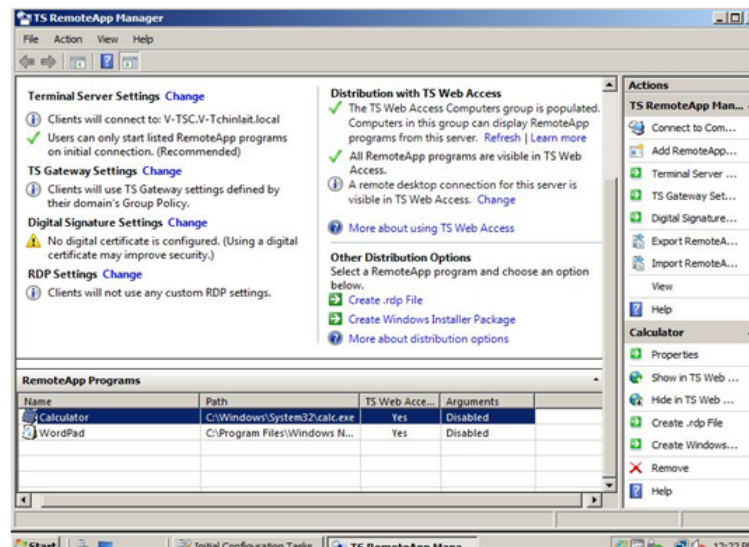 TS RemoteApp Manager
File Action View Help
Terminal Server Settings Change
Clients will connect to: V-TSC.V-Tchinlait.local
Users can only start listed RemoteApp programs
on initial connection. (Recommended)
TS Gateway Settings Change
Clients will use TS Gateway settings defined by
their domain's Group Policy.
Digital Signature Settings Change
No digital certificate is configured. (Using a digital
certificate may improve security.)
RDP Settings Change
Clients will not use any custom RDP settings.
Distribution with TS Web Access
The TS Web Access Computers group is populated.
Computers in this group can display RemoteApp
programs from this server. Refresh | Learn more
All RemoteApp programs are visible in TS Web
Access.
A remote desktop connection for this server is
visible in TS Web Access. Change
More about using TS Web Access
Other Distribution Options
Select a RemoteApp program and choose an option
below.
Create .rdp File
Create Windows Installer Package
More about distribution options
RemoteApp Programs
Name Path TS Web Acce... Arguments
Calculator C:\Windows\System32\calc.exe Yes Disabled
WordPad C:\Program Files\Windows N... Yes Disabled
Actions
TS RemoteApp Man...
Connect to Com...
Add RemoteApp...
Terminal Server ...
TS Gateway Set...
Digital Signature...
Export RemoteA...
Import RemoteA...
View
Help
Calculator
Properties
Show in TS Web ...
Hide in TS Web ...
Create .rdp File
Create Windows...
Remove
Help
Start Initial Configuration Tasks TS RemoteApp Mana...